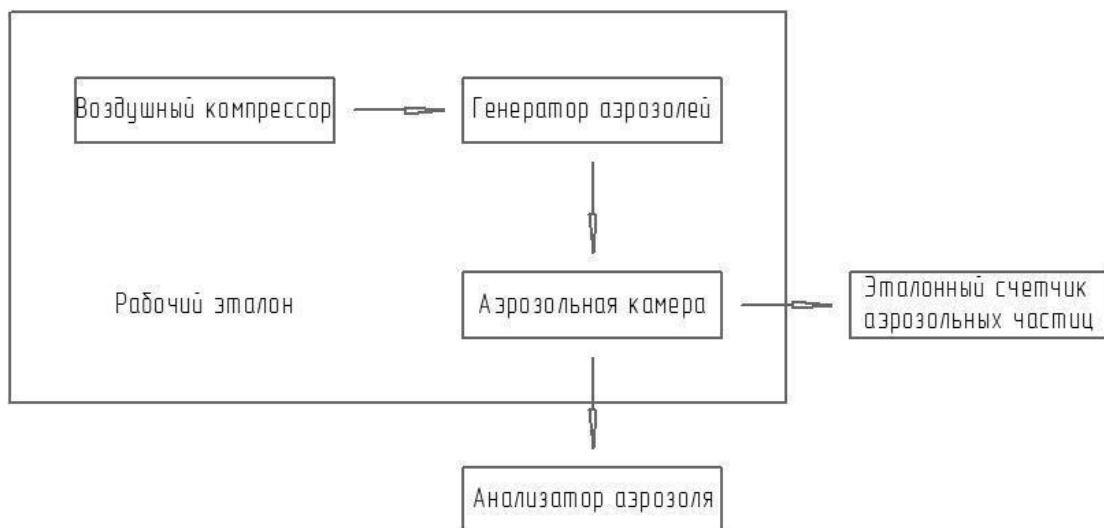 Воздушный компрессор
Генератор аэрозолей
Рабочий эталон
Аэрозольная камера
Эталонный счетчик
аэрозольных частиц
Анализатор аэрозоля